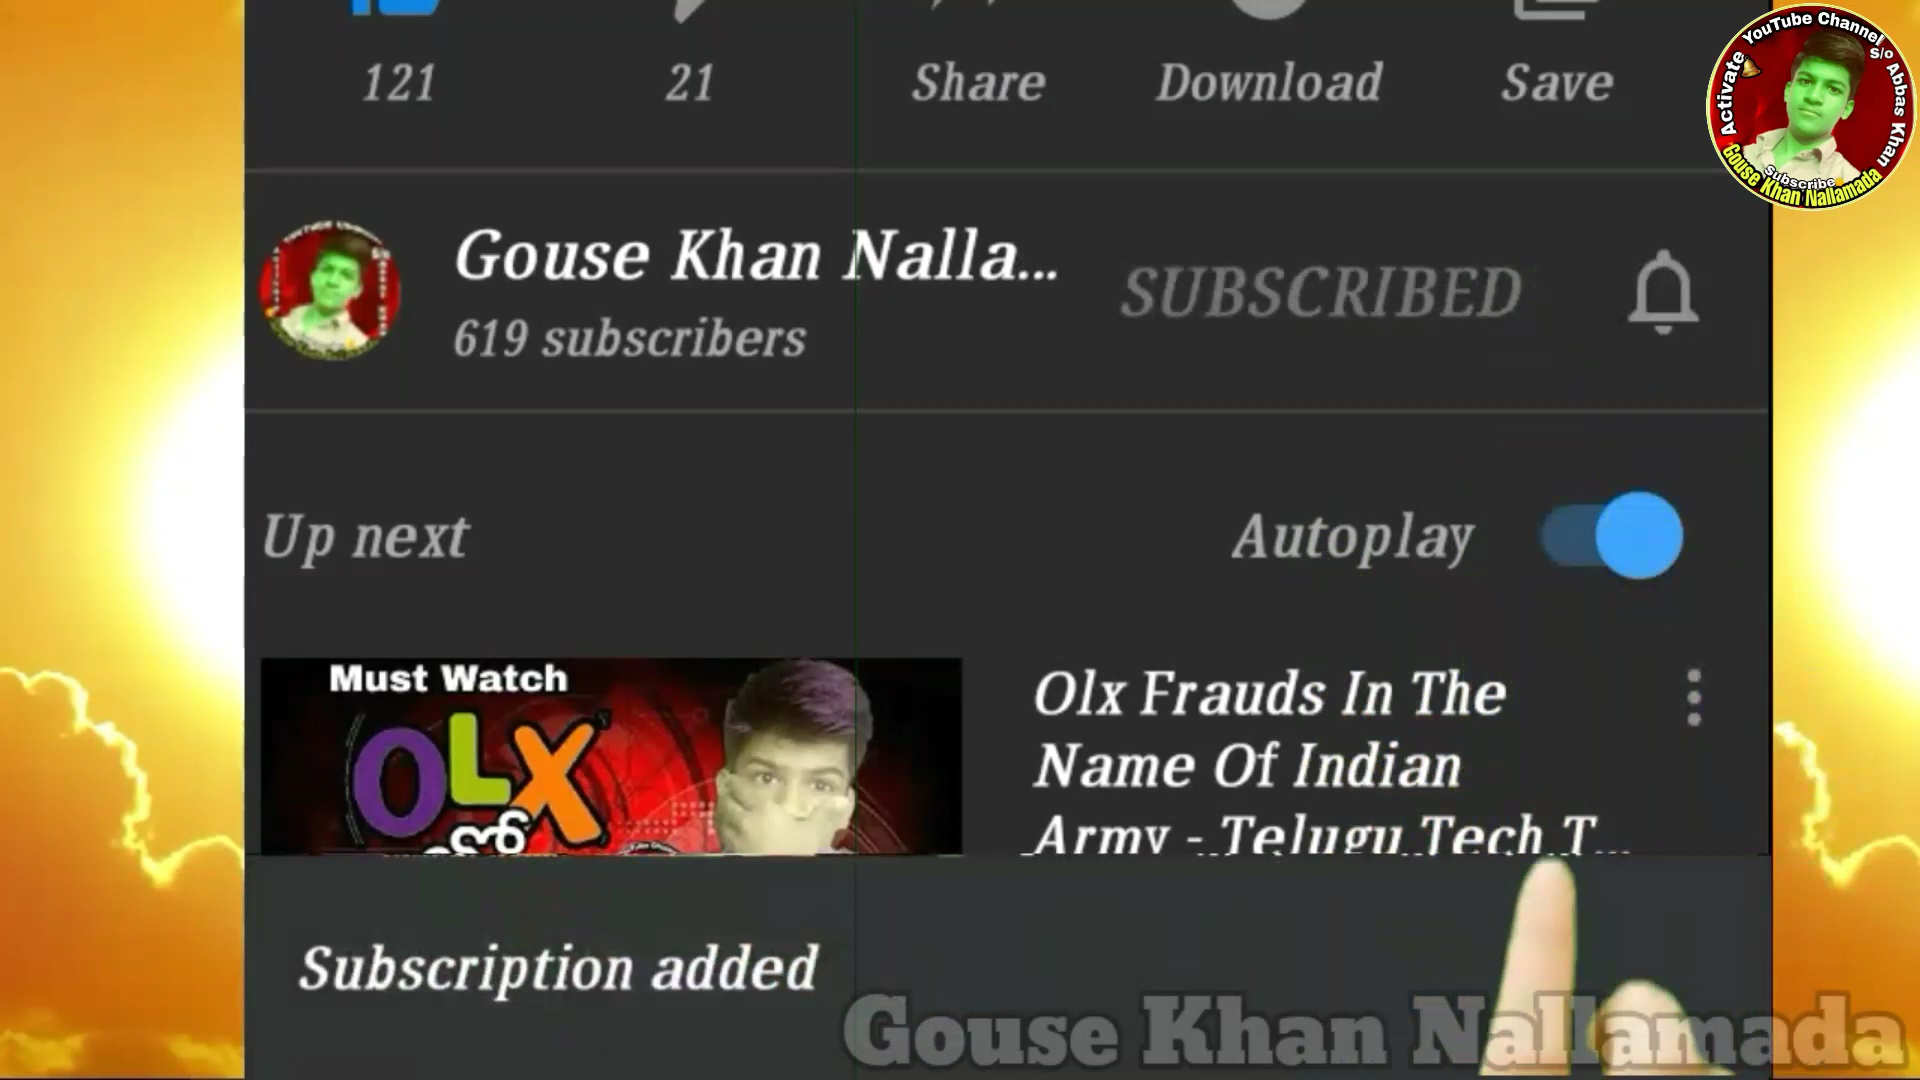 121
21
Share
Download
Save
YouTube Channel
Activate
S/o Abbas Khan
Subscribe
Gouse Khan Nallamada
Gouse Khan Nalla...
619 subscribers
SUBSCRIBED
Up next
Autoplay
Must Watch
OLX
Olx Frauds In The
Name Of Indian
Army - Telugu Tech T...
Subscription added
Gouse Khan Nallamada